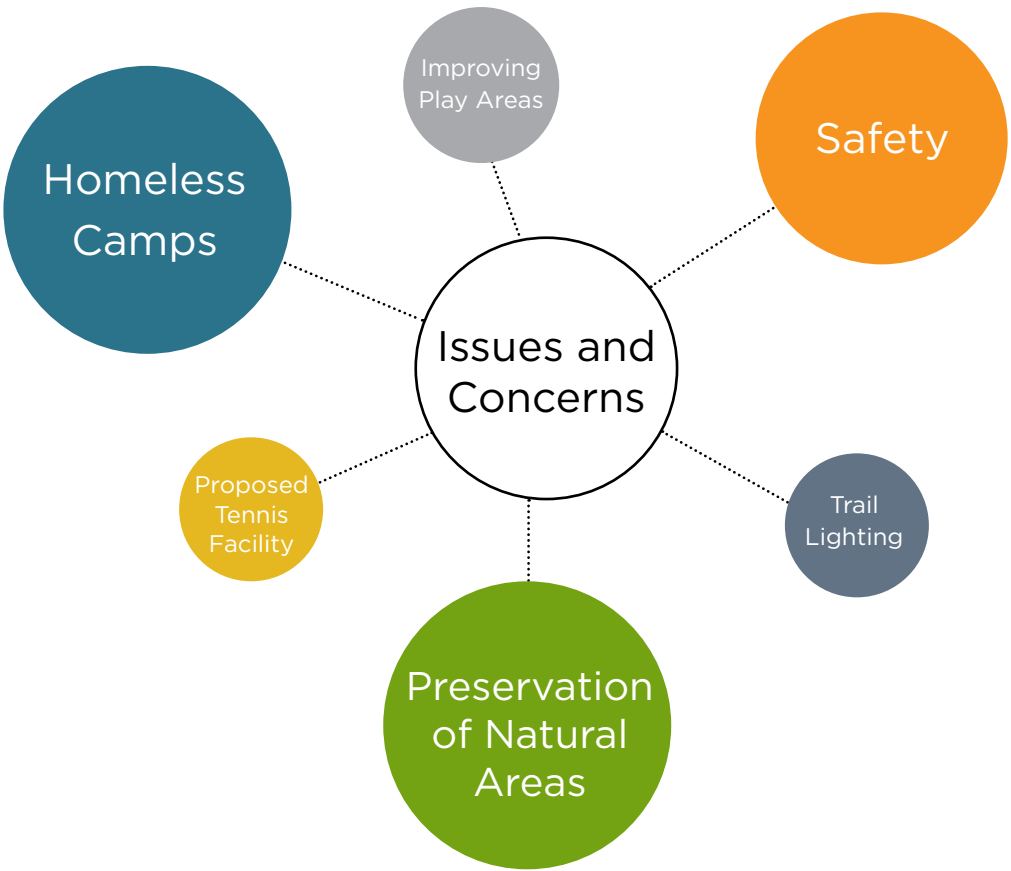 Improving
Play Areas
Safety
Homeless
Camps
Issues and
Concerns
Proposed
Tennis
Facility
Trail
Lighting
Preservation
of Natural
Areas